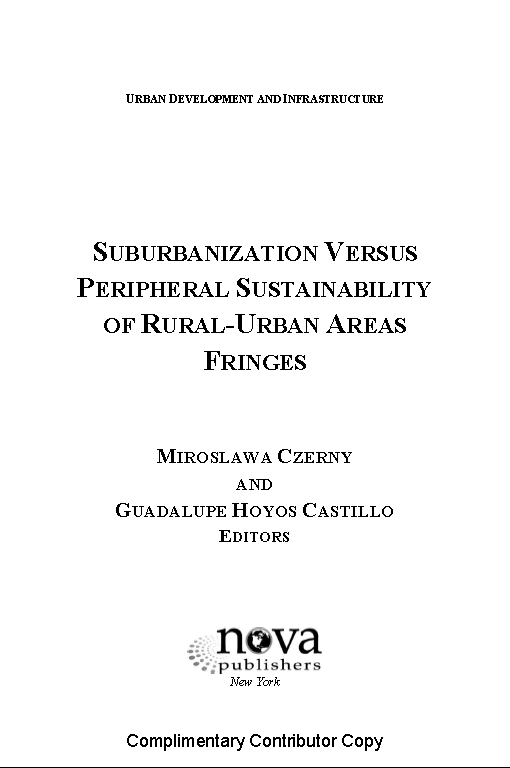 URBAN DEVELOPMENT AND INFRASTRUCTURE
SUBURBANIZATION VERSUS
PERIPHERAL SUSTAINABILITY
OF RURAL-URBAN AREAS
FRINGES
MIROSLAWA CZERNY
AND
GUADALUPE HOYOS CASTILLO
EDITORS
nova
publishers
New York
Complimentary Contributor Copy